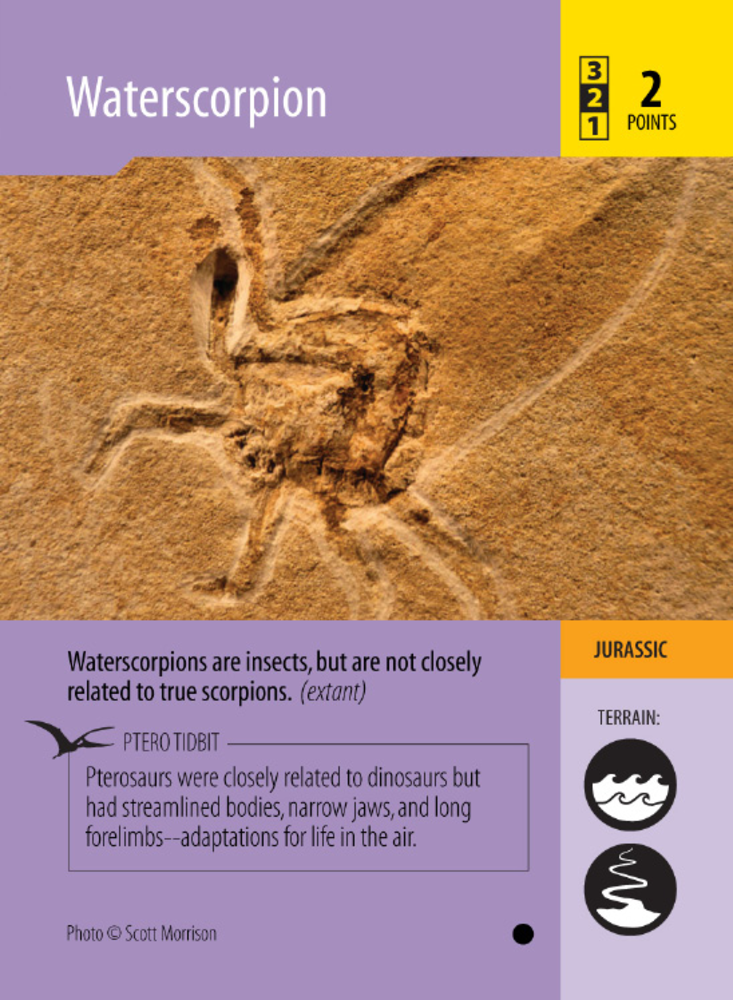 Waterscorpion
3
2
1
2
POINTS
Waterscorpions are insects, but are not closely
related to true scorpions. (extant)
PTERO TIDBIT
Pterosaurs were closely related to dinosaurs but
had streamlined bodies, narrow jaws, and long
forelimbs--adaptations for life in the air.
Photo © Scott Morrison
JURASSIC
TERRAIN: